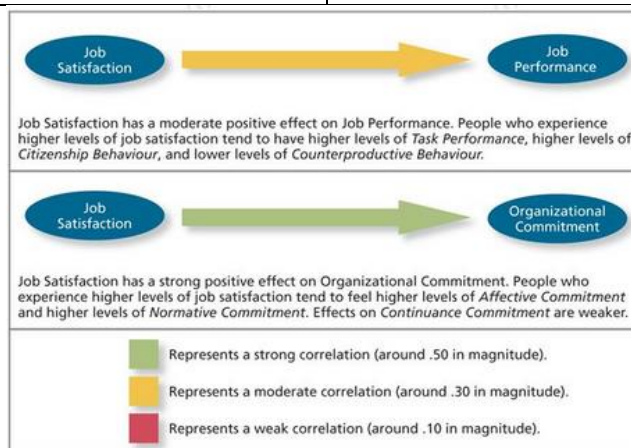 Job
Satisfaction
Job
Performance
Job Satisfaction has a moderate positive effect on Job Performance. People who experience
higher levels of job satisfaction tend to have higher levels of Task Performance, higher levels of
Citizenship Behaviour, and lower levels of Counterproductive Behaviour.
Job
Satisfaction
Organizational
Commitment
Job Satisfaction has a strong positive effect on Organizational Commitment. People who
experience higher levels of job satisfaction tend to feel higher levels of Affective Commitment
and higher levels of Normative Commitment. Effects on Continuance Commitment are weaker.
Represents a strong correlation (around .50 in magnitude).
Represents a moderate correlation (around .30 in magnitude).
Represents a weak correlation (around .10 in magnitude).